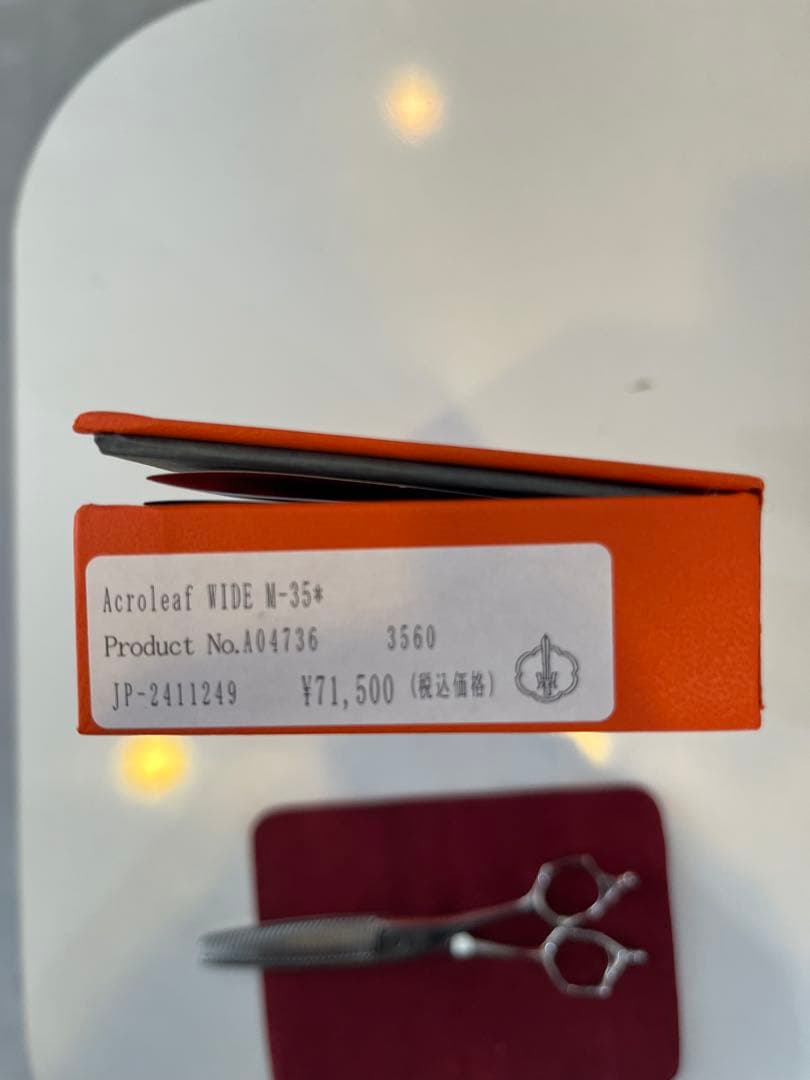 Acroleaf WIDE M-35*
Product No.A04736 3560
JP-2411249 ¥71,500 (税込価格)